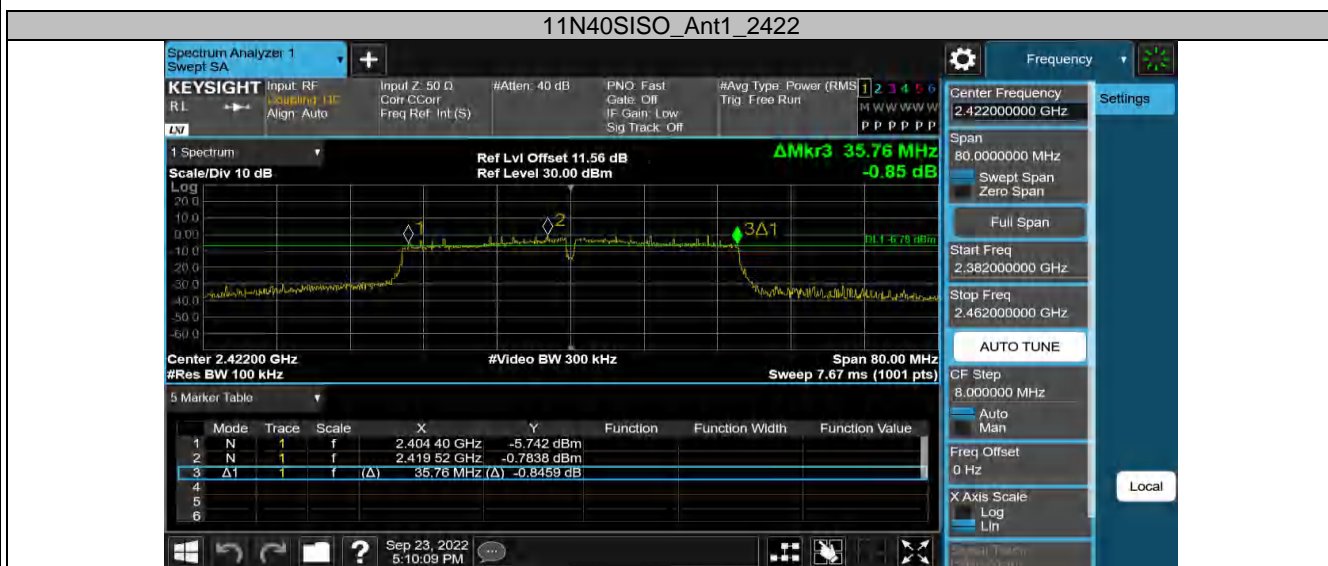 11N40SISO_Ant1_2422
Spectrum Analyzer 1
Swept SA
+
Frequency
KEYSIGHT
RL
LXI
Input: RF
Align: Auto
Input Z: 50 Ω
Corr CCorr
Freq Ref: Int (S)
#Atten: 40 dB
PNO: Fast
Gate: Off
IF Gain: Low
Sig Track: Off
#Avg Type: Power (RMS
Trig: Free Run
1 2 3 4 5 6
M W W W W W
P P P P P P
Settings
Center Frequency
2.422000000 GHz
Span
80.0000000 MHz
Swept Span
Zero Span
Full Span
Start Freq
2.382000000 GHz
Stop Freq
2.462000000 GHz
AUTO TUNE
CF Step
8.000000 MHz
Auto
Man
Freq Offset
0 Hz
X Axis Scale
Log
Lin
Local
1 Spectrum
Scale/Div 10 dB
Ref Lvl Offset 11.56 dB
Ref Level 30.00 dBm
ΔMkr3 35.76 MHz
-0.85 dB
Log
20.0
10.0
0.00
-10.0
-20.0
-30.0
-40.0
-50.0
-60.0
1
2
3Δ1
DL1 -6.78 dBm
Center 2.42200 GHz
#Video BW 300 kHz
Span 80.00 MHz
#Res BW 100 kHz
Sweep 7.67 ms (1001 pts)
5 Marker Table
Mode Trace Scale X Y Function Function Width Function Value
1 N 1 f 2.404 40 GHz -5.742 dBm
2 N 1 f 2.419 52 GHz -0.7838 dBm
3 Δ1 1 f (Δ) 35.76 MHz (Δ) -0.8459 dB
4
5
6
?
Sep 23, 2022
5:10:09 PM